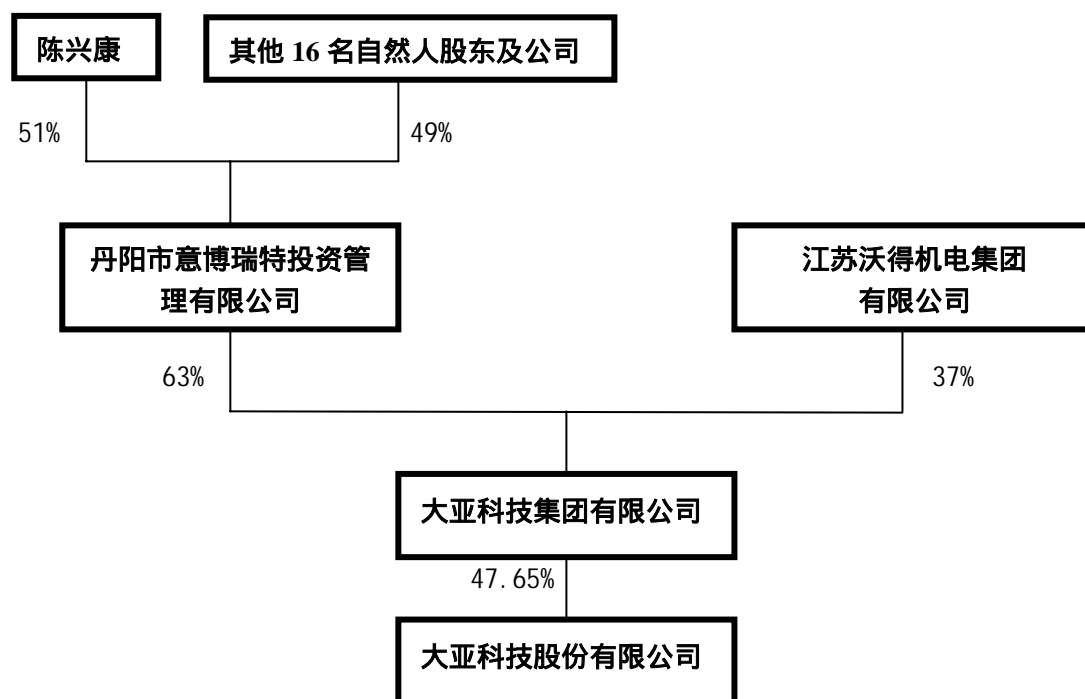 陈兴康
其他 16 名自然人股东及公司
51%
49%
丹阳市意博瑞特投资管
理有限公司
江苏沃得机电集团
有限公司
63%
37%
大亚科技集团有限公司
47.65%
大亚科技股份有限公司